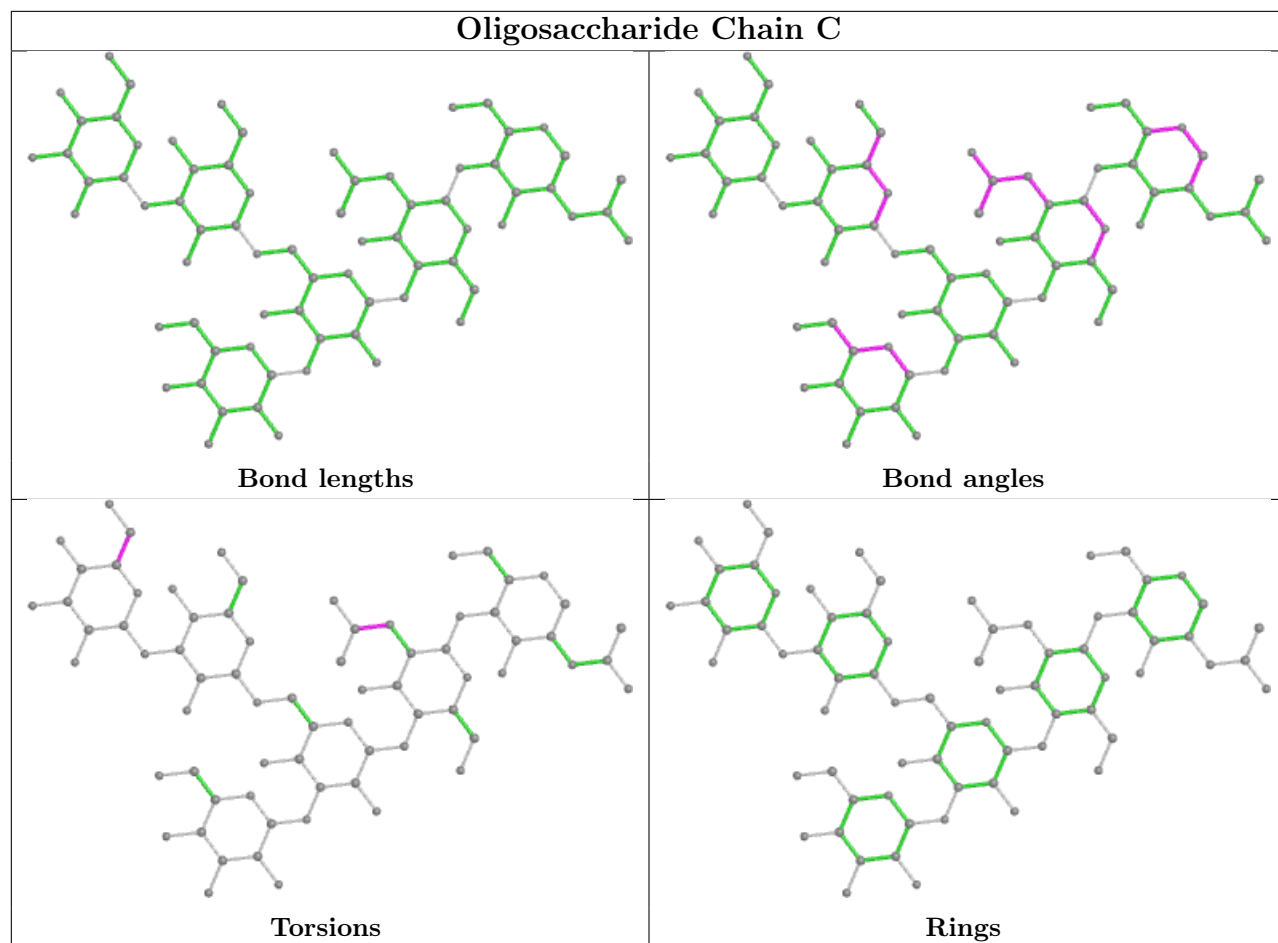 Oligosaccharide Chain C
Bond lengths
Bond angles
Torsions
Rings